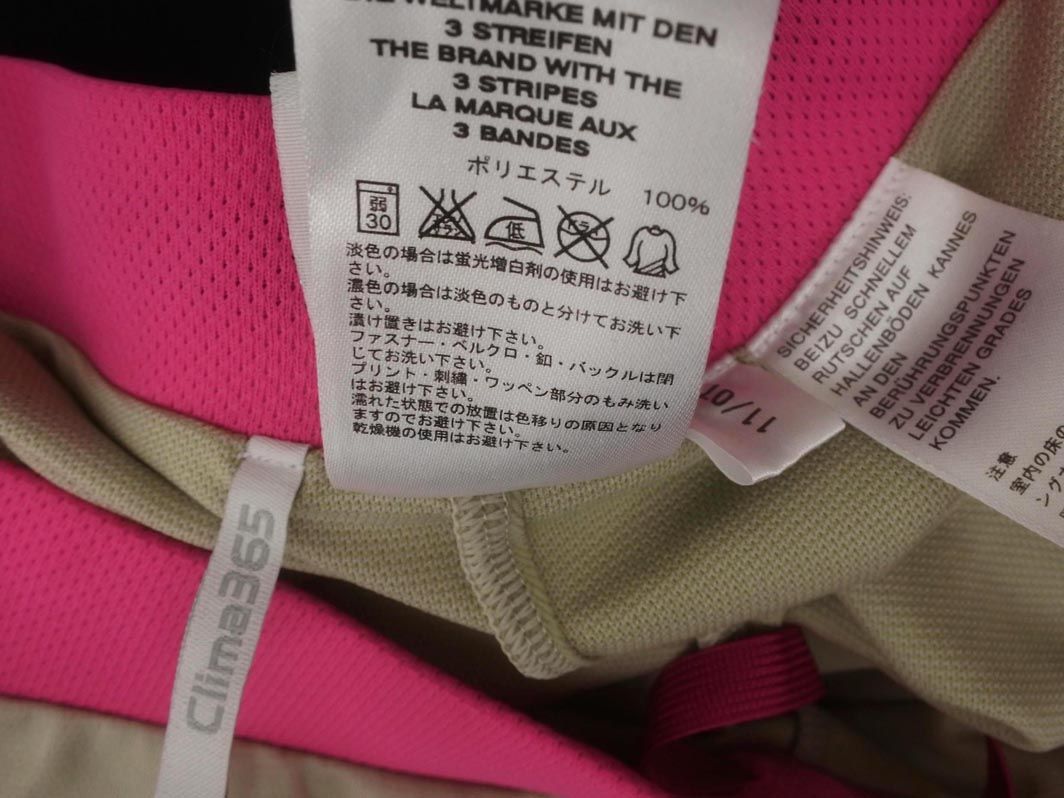 DIE WELTMARKE MIT DEN
3 STREIFEN
THE BRAND WITH THE
3 STRIPES
LA MARQUE AUX
3 BANDES
ポリエステル 100%
弱
30
低
淡色の場合は蛍光増白剤の使用はお避け下
さい。
濃色の場合は淡色のものと分けてお洗い下
さい。
漬け置きはお避け下さい。
ファスナー・ベルクロ・釦・バックルは閉
じてお洗い下さい。
プリント・刺繍・ワッペン部分のもみ洗い
はお避け下さい。
濡れた状態での放置は色移りの原因となり
ますのでお避け下さい。
乾燥機の使用はお避け下さい。
11/07
SICHERHEITSHINWEIS:
BEIZU SCHNELLEM
RUTSCHEN AUF
HALLENBÖDEN KANNES
AN DEN
BERÜHRUNGSPUNKTEN
ZU VERBRENNUNGEN
LEICHTEN GRADES
KOMMEN.
注意
室内の床の
ング
Clima365